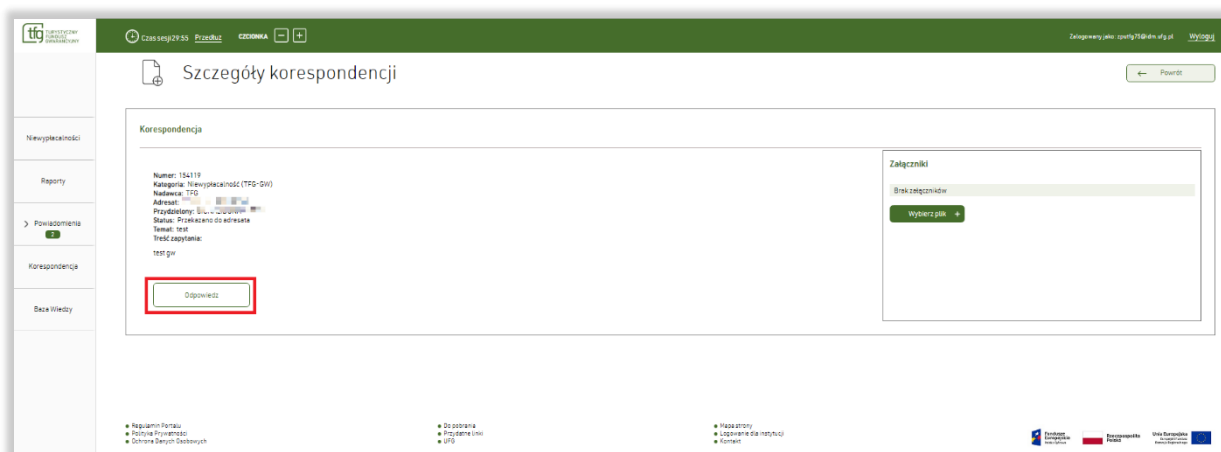 tfg TURYSTYCZNY FUNDUSZ GWARANCYJNY
Czas sesji 29:55 Przedłuż CZCIONKA − +
Zalogowany jako: zpvtfg75@idm.ufg.pl Wyloguj
Szczegóły korespondencji
← Powrót
Niewypłacalności
Raporty
> Powiadomienia
2
Korespondencja
Baza Wiedzy
Korespondencja
Numer: 154119
Kategoria: Niewypłacalność (TFG-GW)
Nadawca: TFG
Adresat:
Przydzielony:
Status: Przekazano do adresata
Temat: test
Treść zapytania:
test gw
Odpowiedz
Załączniki
Brak załączników
Wybierz plik +
Regulamin Portalu
Polityka Prywatności
Ochrona Danych Osobowych
Do pobrania
Przydatne linki
UFG
Mapa strony
Logowanie dla instytucji
Kontakt
Fundusze Europejskie
Rzeczpospolita Polska
Unia Europejska